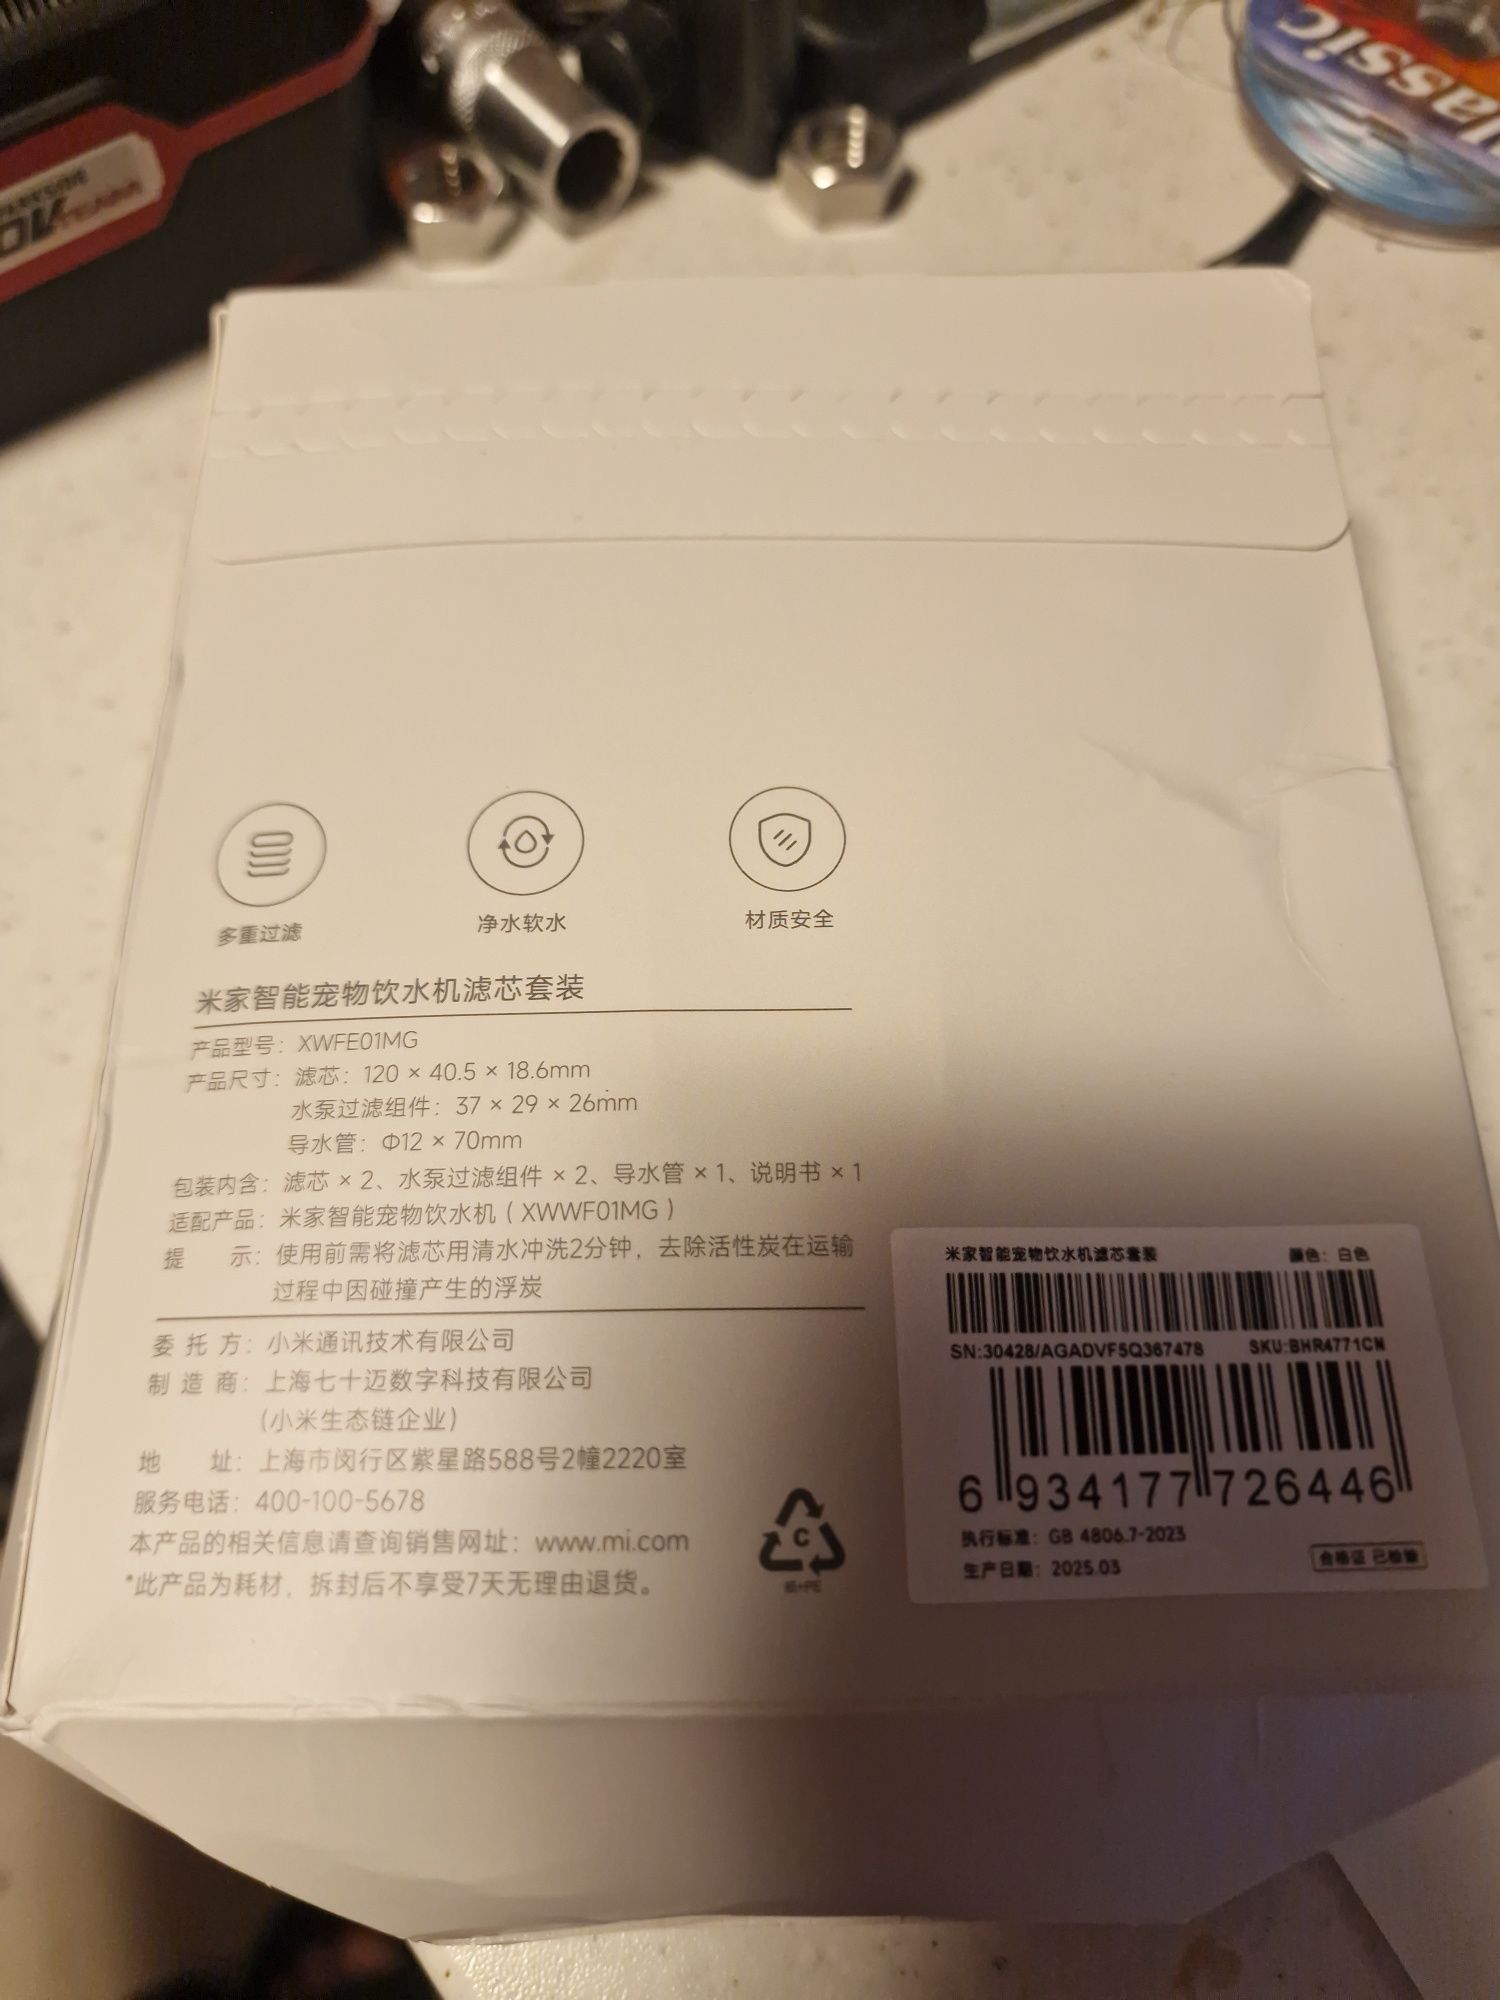 lassic
PARKSIDE
20V TEAM
多重过滤
净水软水
材质安全
米家智能宠物饮水机滤芯套装
产品型号：XWFE01MG
产品尺寸：滤芯：120 × 40.5 × 18.6mm
水泵过滤组件：37 × 29 × 26mm
导水管：Φ12 × 70mm
包装内含：滤芯 × 2、水泵过滤组件 × 2、导水管 × 1、说明书 × 1
适配产品：米家智能宠物饮水机（XWWF01MG）
提 示：使用前需将滤芯用清水冲洗2分钟，去除活性炭在运输
过程中因碰撞产生的浮炭
委 托 方：小米通讯技术有限公司
制 造 商：上海七十迈数字科技有限公司
(小米生态链企业)
地 址：上海市闵行区紫星路588号2幢2220室
服务电话：400-100-5678
本产品的相关信息请查询销售网址：www.mi.com
*此产品为耗材，拆封后不享受7天无理由退货。
C
纸+PE
米家智能宠物饮水机滤芯套装 颜色：白色
SN:30428/AGADVF5Q367478 SKU:BHR4771CN
6 934177 726446
执行标准：GB 4806.7-2023
生产日期：2025.03
合格证 已检验